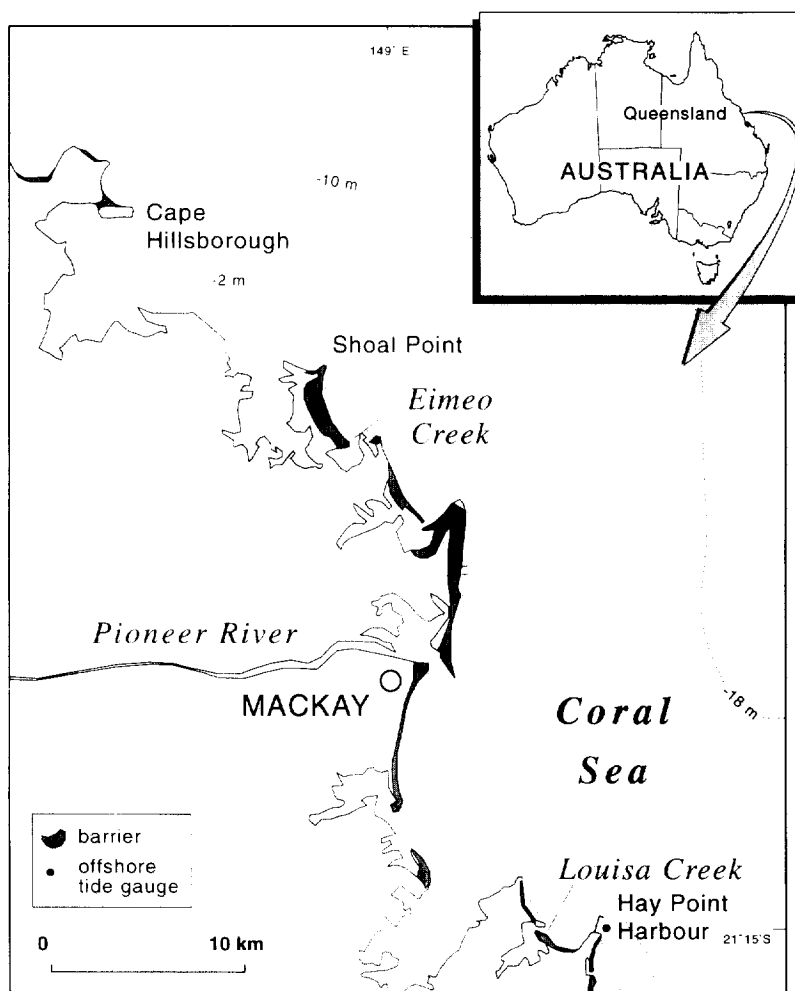 149° E
Queensland
AUSTRALIA
-10 m
Cape
Hillsborough
-2 m
Shoal Point
Eimeo
Creek
Pioneer River
MACKAY
-18 m
Coral
Sea
barrier
offshore
tide gauge
Louisa Creek
Hay Point
Harbour
21°15'S
0 10 km